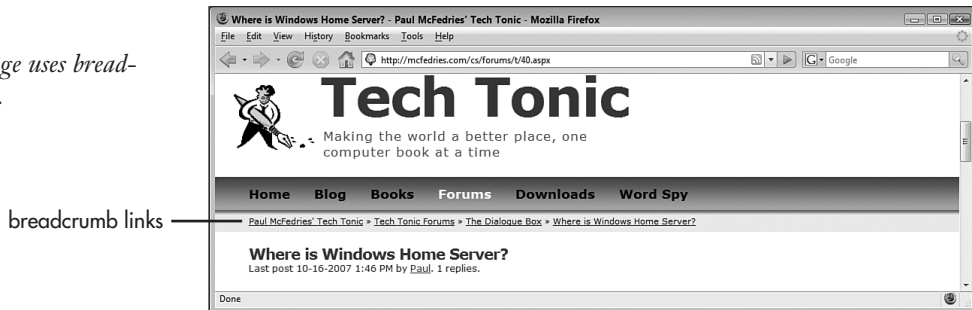 ge uses bread-
.
breadcrumb links
Where is Windows Home Server? - Paul McFedries' Tech Tonic - Mozilla Firefox
File Edit View History Bookmarks Tools Help
http://mcfedries.com/cs/forums/t/40.aspx
G Google
Tech Tonic
Making the world a better place, one
computer book at a time
Home Blog Books Forums Downloads Word Spy
Paul McFedries' Tech Tonic » Tech Tonic Forums » The Dialogue Box » Where is Windows Home Server?
Where is Windows Home Server?
Last post 10-16-2007 1:46 PM by Paul. 1 replies.
Done